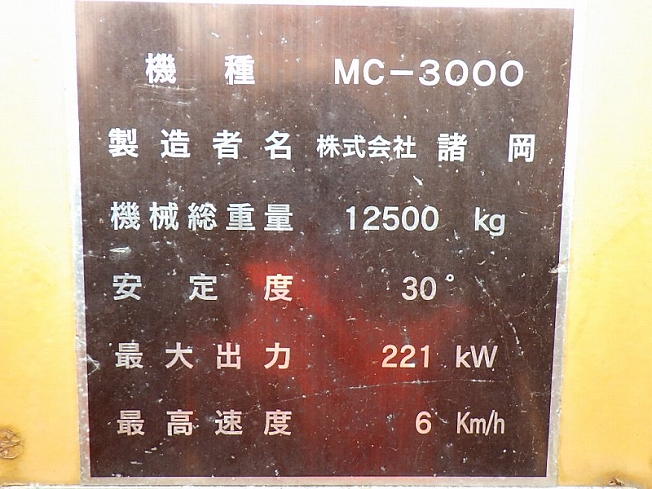 機種 MC-3000
製造者名 株式会社 諸岡
機械総重量 12500 kg
安定度 30°
最大出力 221 kW
最高速度 6 Km/h